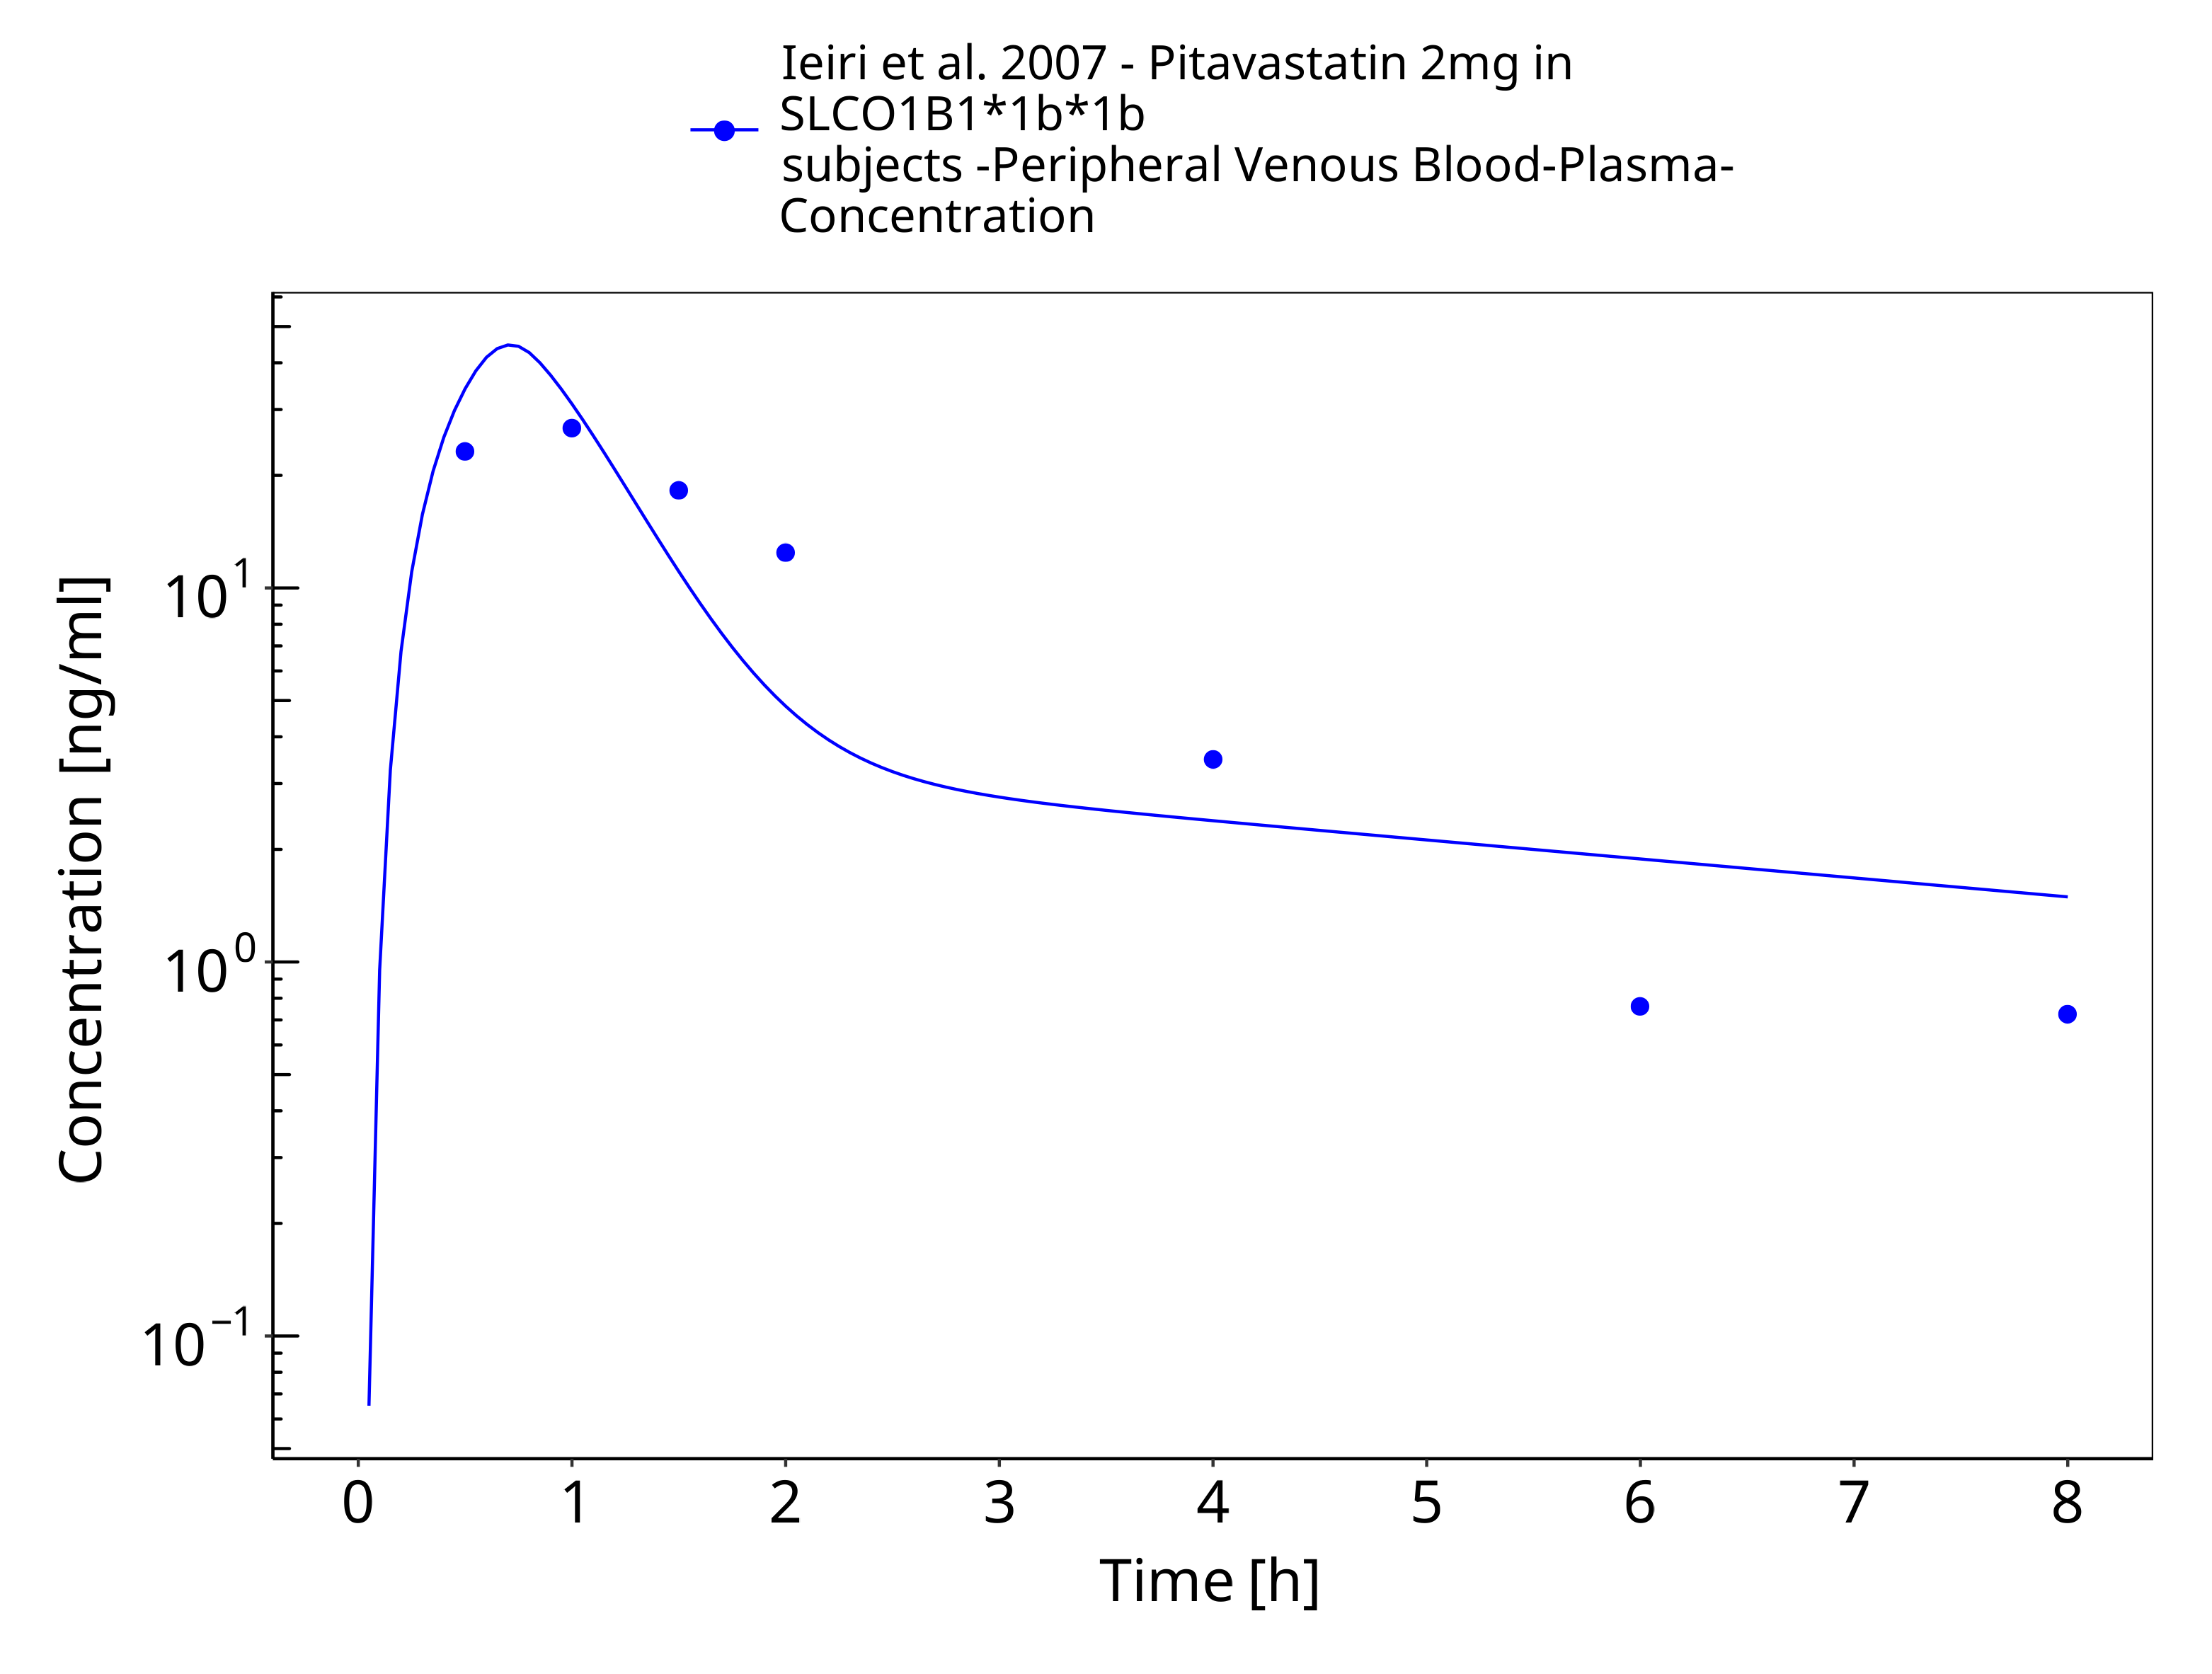 Ieiri et al. 2007 - Pitavastatin 2mg in
SLCO1B1*1b*1b
subjects -Peripheral Venous Blood-Plasma-
Concentration
Concentration [ng/ml]
10^1
10^0
10^−1
0 1 2 3 4 5 6 7 8
Time [h]